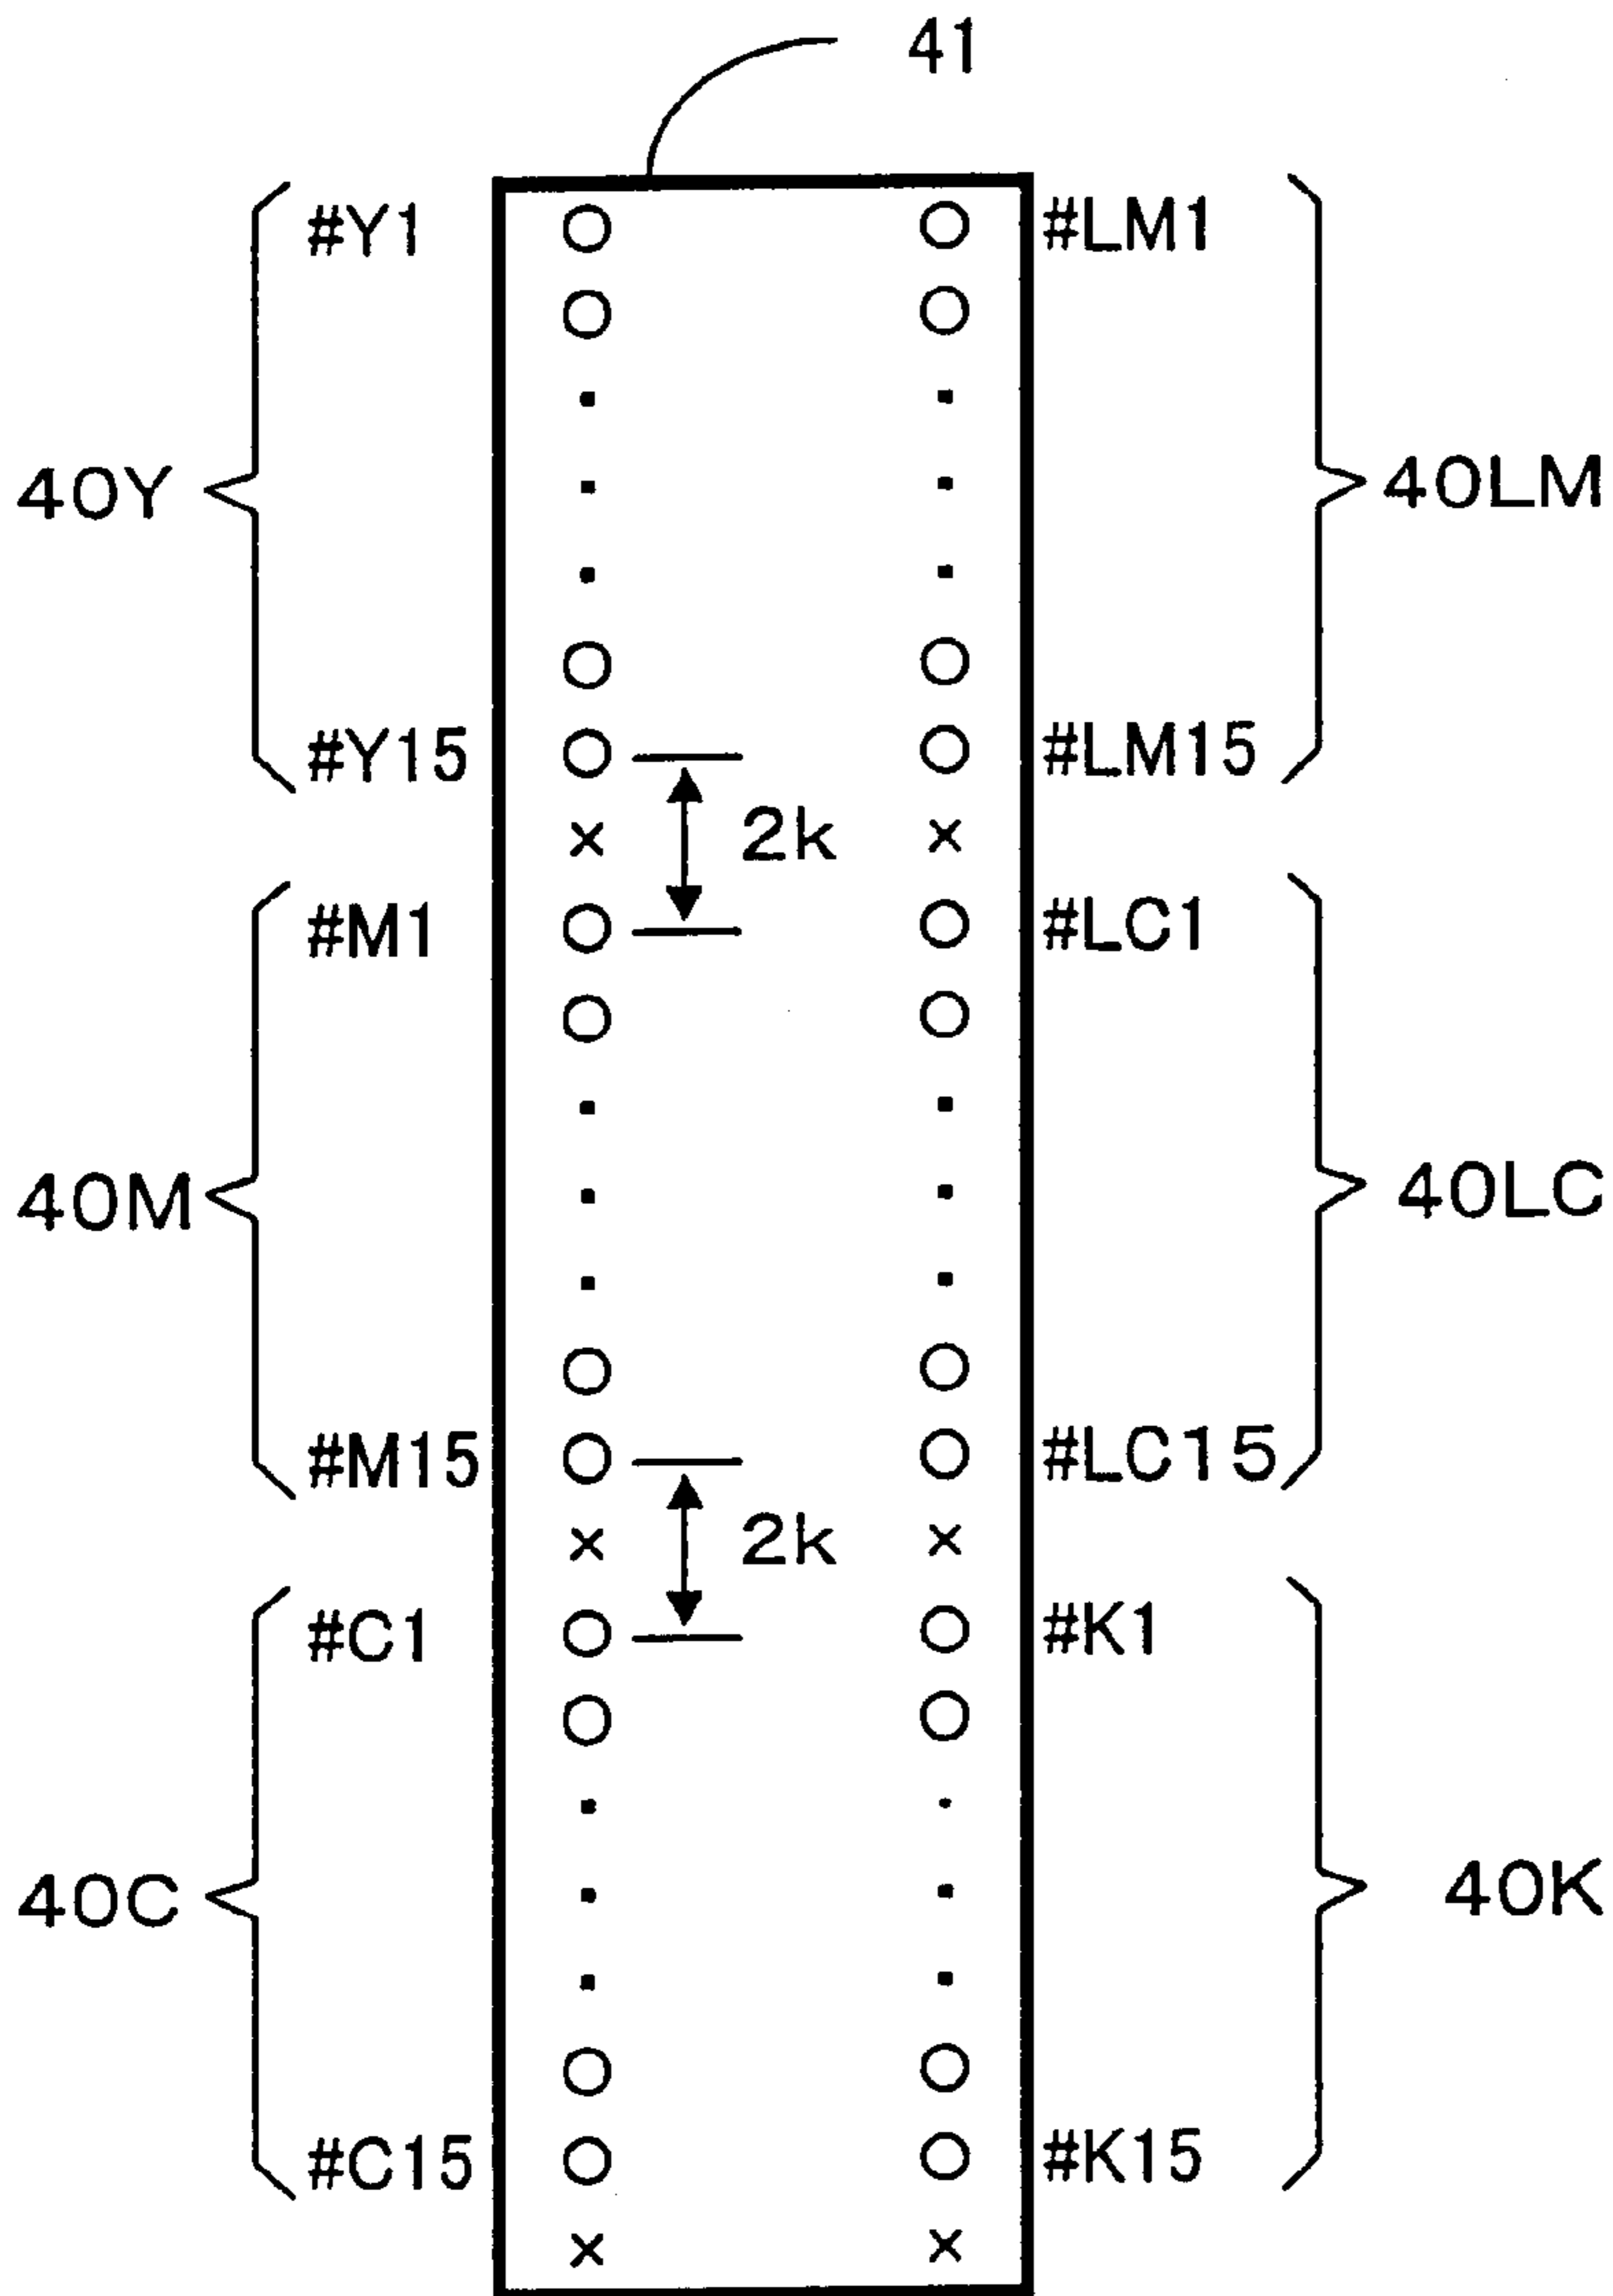 41
#Y1 #LM1
40Y 40LM
#Y15 #LM15
× 2k ×
#M1 #LC1
40M 40LC
#M15 #LC15
× 2k ×
#C1 #K1
40C 40K
#C15 #K15
× ×